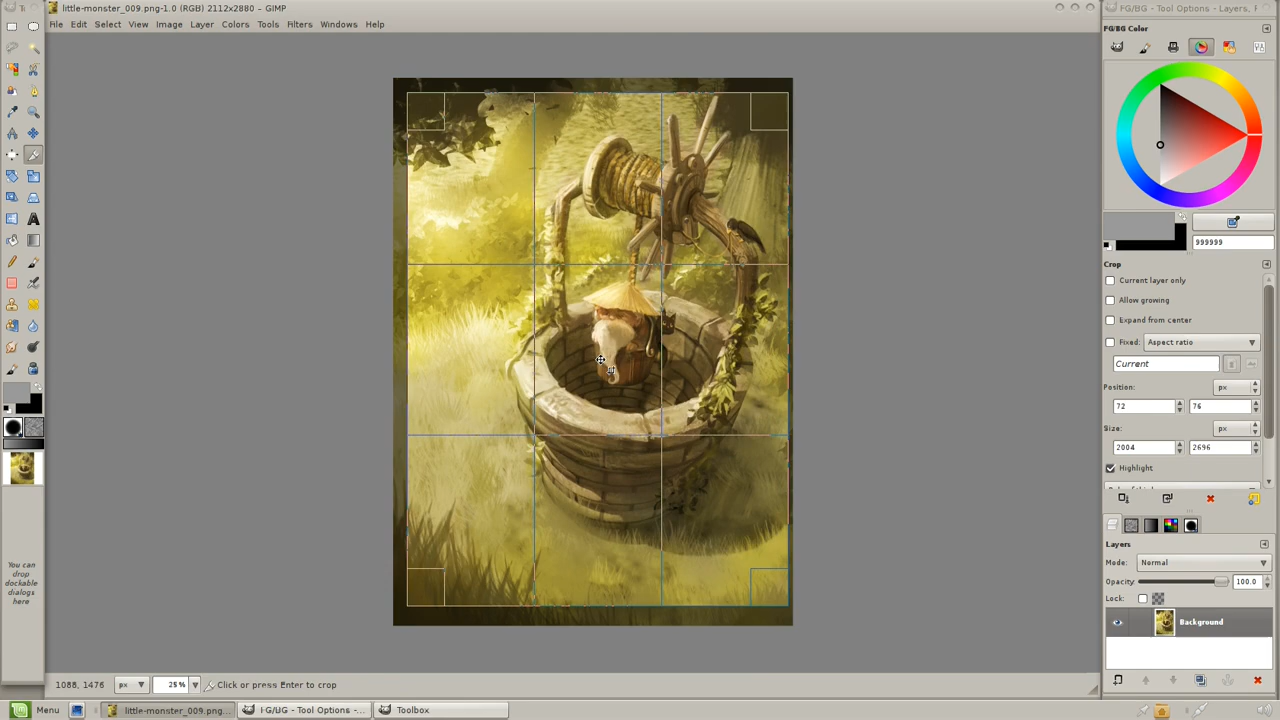 little-monster_009.png-1.0 (RGB) 2112x2880 – GIMP
FG/BG - Tool Options - Layers,
File Edit Select View Image Layer Colors Tools Filters Windows Help
FG/BG Color
999999
Crop
Current layer only
Allow growing
Expand from center
Fixed: Aspect ratio
Current
Position: px
72 76
Size: px
2004 2696
Highlight
Layers
Mode: Normal
Opacity 100.0
Lock:
Background
You can
drop
dockable
dialogs
here
1088, 1476 px 25% Click or press Enter to crop
Menu little-monster_009.png... FG/BG - Tool Options -... Toolbox